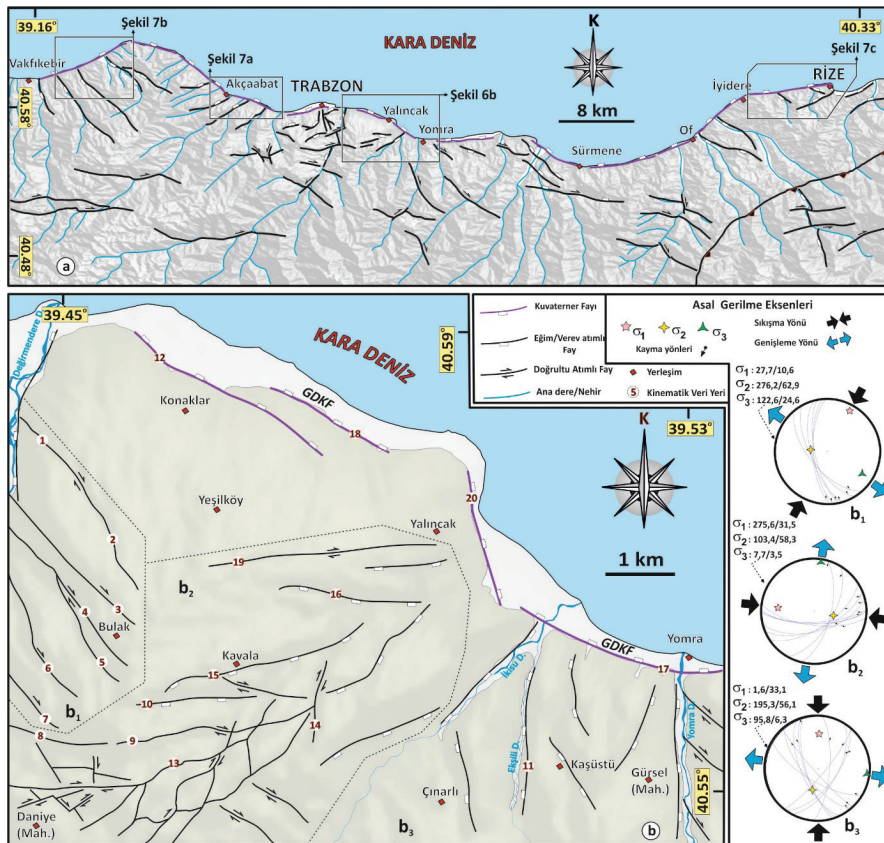 39.16°
Şekil 7b
K
40.33°
KARA DENİZ
Şekil 7a
Şekil 7c
Vakfıkebir
Akçaabat
TRABZON
Şekil 6b
İyidere
RİZE
40.58°
Yalıncak
8 km
Yomra
Of
Sürmene
40.48°
a
39.45°
Değirmendere D.
40.59°
KARA DENİZ
12
Konaklar
GDKF
18
39.53°
K
1
20
Yeşilköy
Yalıncak
2
19
b2
16
1 km
3
4
Bulak
5
Kavala
GDKF
Yomra
6
15
İkisu D.
17
10
b1
7
14
8
9
13
Ekşili D.
11
Yomra D.
Kaşüstü
Gürsel
(Mah.)
40.55°
Çınarlı
Daniye
(Mah.)
b3
b
Kuvaterner Fayı
Eğim/Verev atımlı
Fay
Doğrultu Atımlı Fay
Ana dere/Nehir
Yerleşim
5 Kinematik Veri Yeri
Asal Gerilme Eksenleri
σ1 σ2 σ3
Kayma yönleri
Sıkışma Yönü
Genişleme Yönü
σ1 : 27,7/10,6
σ2 : 276,2/62,9
σ3 : 122,6/24,6
b1
σ1 : 275,6/31,5
σ2 : 103,4/58,3
σ3 : 7,7/3,5
b2
σ1 : 1,6/33,1
σ2 : 195,3/56,1
σ3 : 95,8/6,3
b3